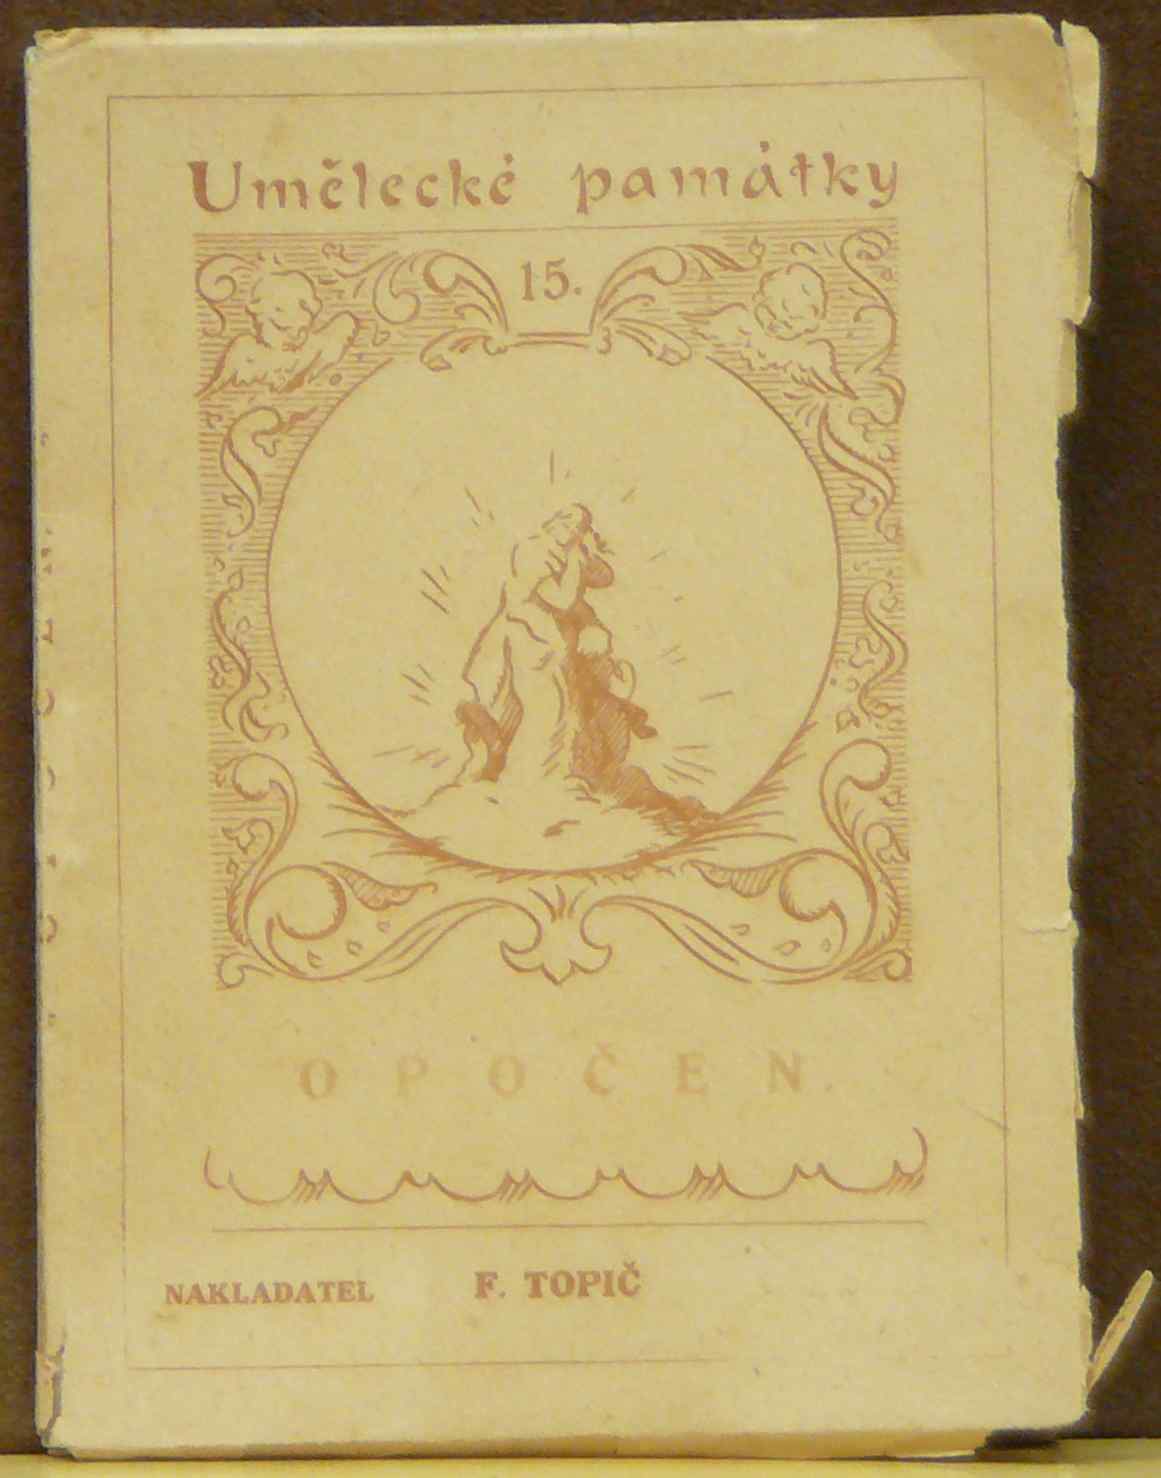 Umělecké památky
15.
OPOČEN.
NAKLADATEL F. TOPIČ